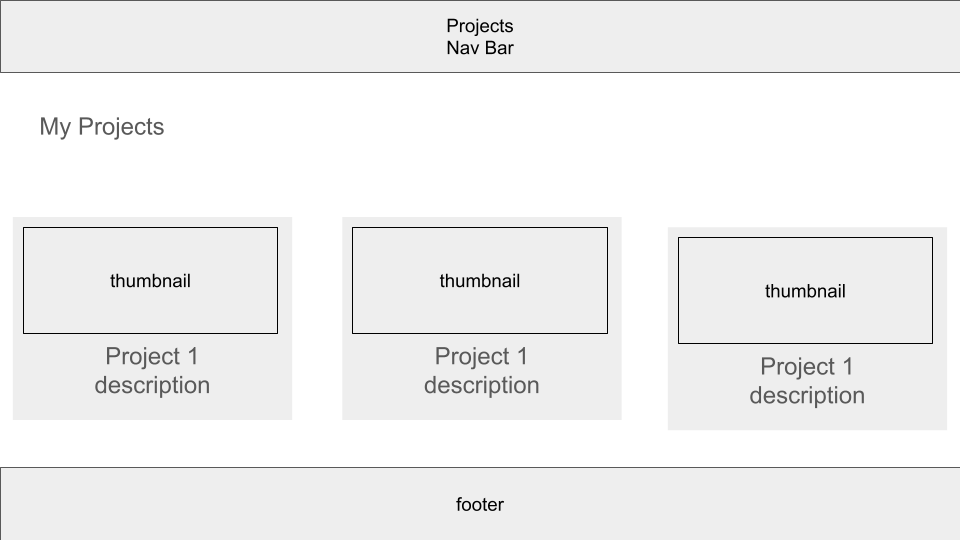 Projects
Nav Bar
My Projects
thumbnail
Project 1
description
thumbnail
Project 1
description
thumbnail
Project 1
description
footer